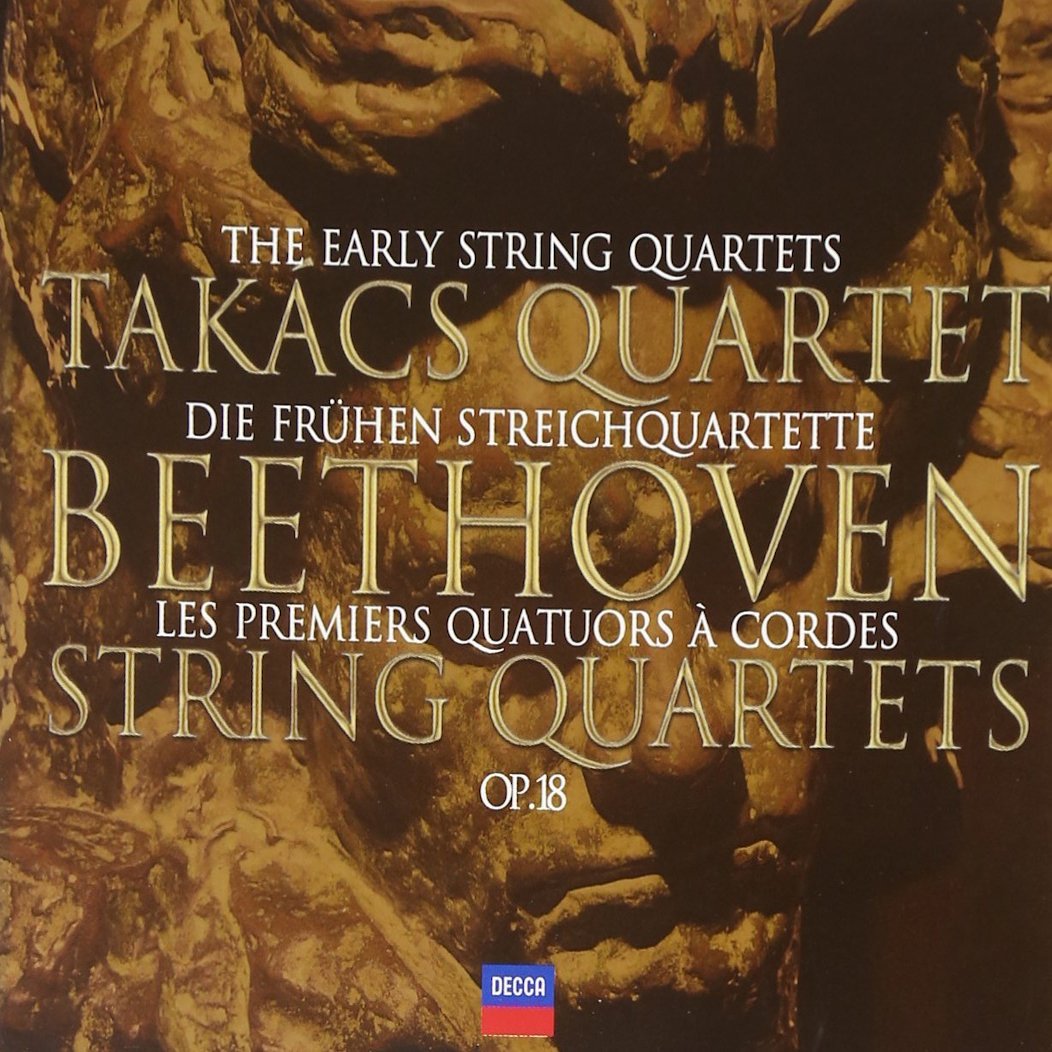 THE EARLY STRING QUARTETS
TAKÁCS QUARTET
DIE FRÜHEN STREICHQUARTETTE
BEETHOVEN
LES PREMIERS QUATUORS À CORDES
STRING QUARTETS
OP.18
DECCA